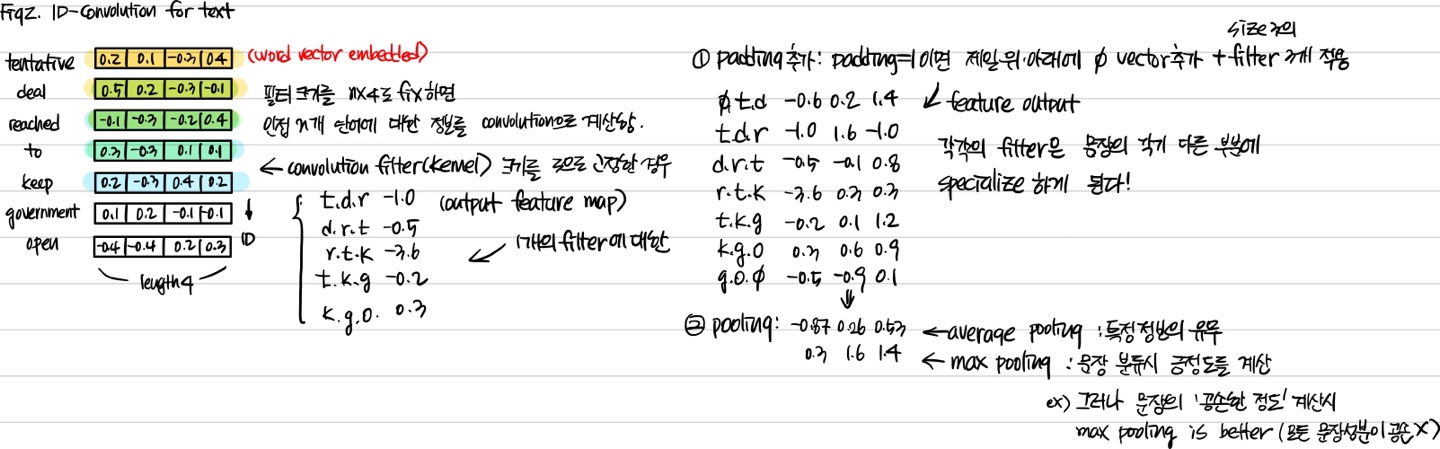 Fig2. 1D-Convolution for text
tentative 0.2 0.1 -0.3 0.4 (word vector embedded)
deal 0.5 0.2 -0.3 -0.1
reached -0.1 -0.3 -0.2 0.4
to 0.3 -0.3 0.1 0.1
keep 0.2 -0.3 0.4 0.2
government 0.1 0.2 -0.1 -0.1
open -0.4 -0.4 0.2 0.3
length 4
↓
1D
필터 크기를 nx4로 fix하면
인접 n개 단어에 대한 정보를 convolution으로 계산함.
← convolution filter(kernel) 크기를 3으로 고정한 경우
t.d.r -1.0 (output feature map)
d.r.t -0.5
r.t.k -3.6
t.k.g -0.2
k.g.o. 0.3
↙ 1개의 filter에 대한
size 3의
① padding 추가: padding=1이면 제일 위·아래에 ∅ vector 추가 + filter 3개 적용
∅.t.d -0.6 0.2 1.4 ↙ feature output
t.d.r -1.0 1.6 -1.0
d.r.t -0.5 -0.1 0.8
r.t.k -3.6 0.3 0.3
t.k.g -0.2 0.1 1.2
k.g.o 0.3 0.6 0.9
g.o.∅ -0.5 -0.9 0.1
각각의 filter은 문장의 각기 다른 부분에
specialize 하게 된다!
⇓
② pooling: -0.87 0.26 0.53 ← average pooling : 특정 정보의 유무
0.3 1.6 1.4 ← max pooling : 문장 분류시 긍정도를 계산
ex) 그러나 문장의 '공손한 정도' 계산시
max pooling is better (모든 문장성분이 공손 X)